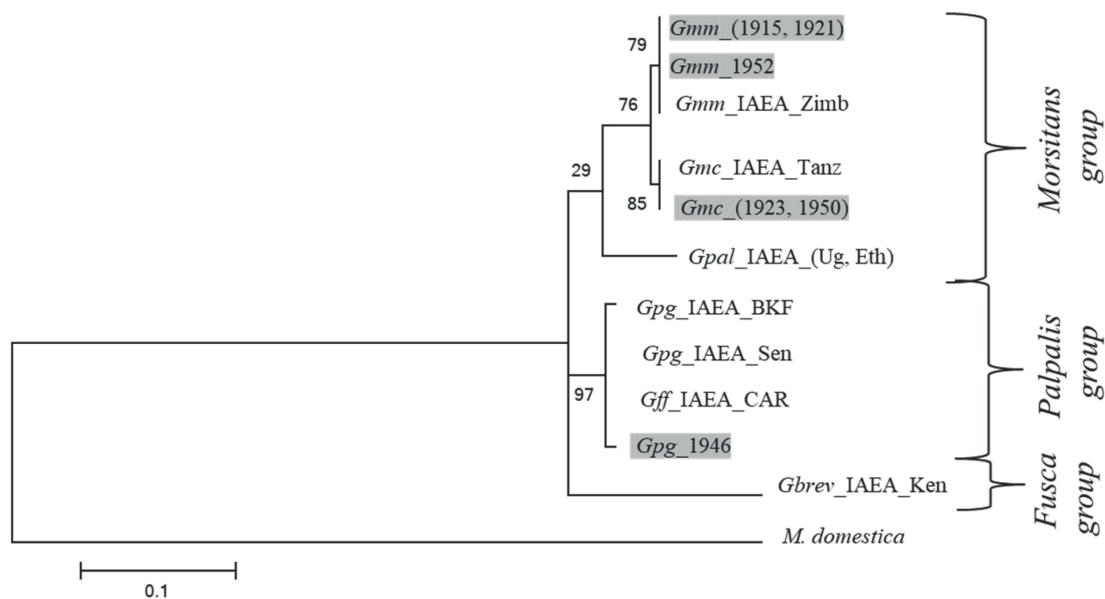 79
Gmm_(1915, 1921)
Gmm_1952
76
Gmm_IAEA_Zimb
29
Gmc_IAEA_Tanz
85
Gmc_(1923, 1950)
Gpal_IAEA_(Ug, Eth)
Morsitans
group
Gpg_IAEA_BKF
Gpg_IAEA_Sen
97
Gff_IAEA_CAR
Gpg_1946
Palpalis
group
Gbrev_IAEA_Ken
Fusca
group
M. domestica
0.1